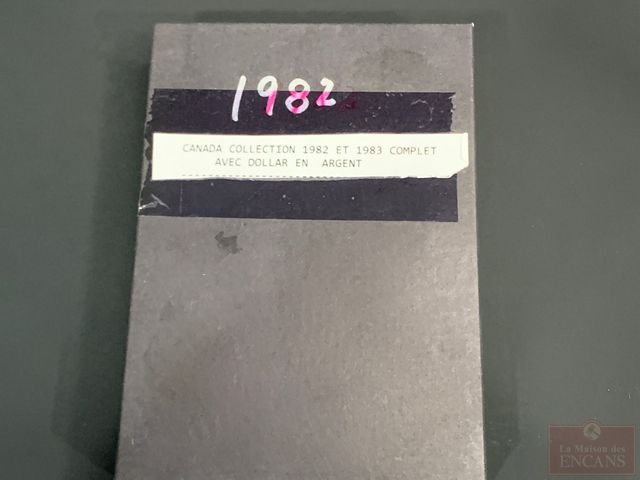 1982
CANADA COLLECTION 1982 ET 1983 COMPLET
AVEC DOLLAR EN ARGENT
La Maison des
ENCANS